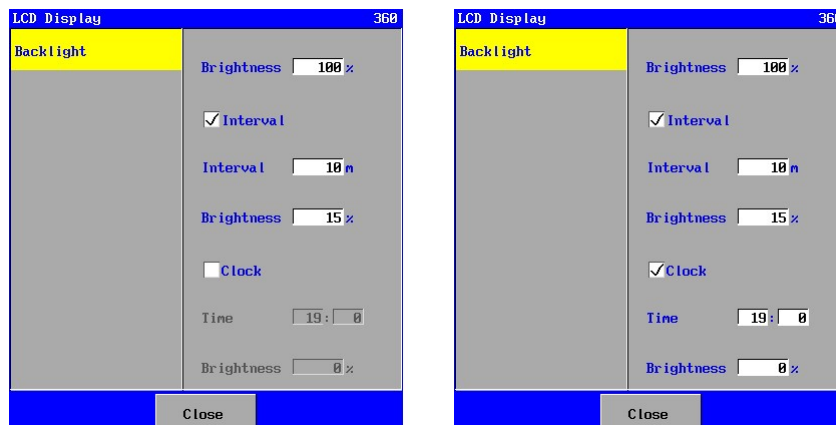 LCD Display 360
Backlight
Brightness 100 %
Interval
Interval 10 m
Brightness 15 %
Clock
Time 19: 0
Brightness 0 %
Close
LCD Display 360
Backlight
Brightness 100 %
Interval
Interval 10 m
Brightness 15 %
Clock
Time 19: 0
Brightness 0 %
Close